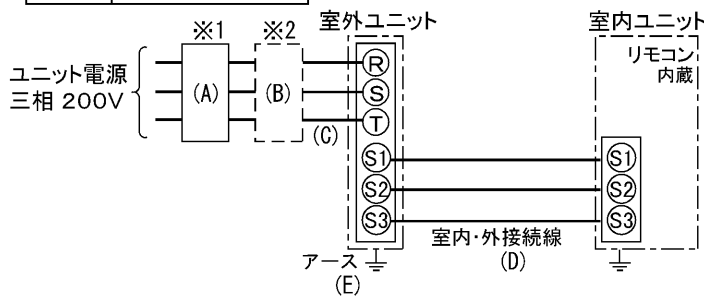 ※1
※2
室外ユニット
室内ユニット
ユニット電源
三相 200V
(A)
(B)
(C)
R
S
T
リモコン
内蔵
S1
S2
S3
S1
S2
S3
室内・外接続線
(D)
アース
(E)